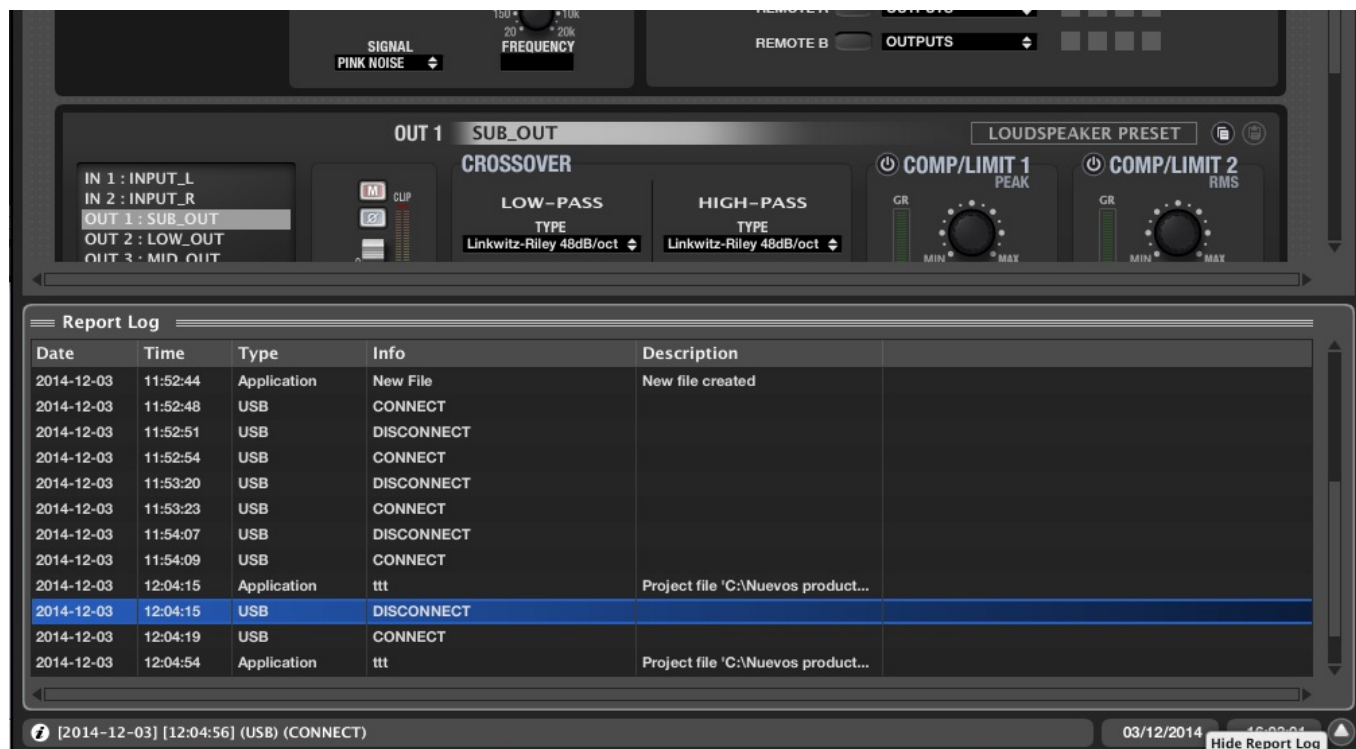 150 10k
20 20k
SIGNAL FREQUENCY
PINK NOISE
REMOTE A OUTPUTS
REMOTE B OUTPUTS
OUT 1 SUB_OUT LOUDSPEAKER PRESET
IN 1 : INPUT_L
IN 2 : INPUT_R
OUT 1 : SUB_OUT
OUT 2 : LOW_OUT
OUT 3 : MID_OUT
M CLIP
Ø
0
CROSSOVER
LOW-PASS HIGH-PASS
TYPE TYPE
Linkwitz-Riley 48dB/oct Linkwitz-Riley 48dB/oct
COMP/LIMIT 1 COMP/LIMIT 2
PEAK RMS
GR GR
MIN MAX MIN MAX
Report Log
Date Time Type Info Description
2014-12-03 11:52:44 Application New File New file created
2014-12-03 11:52:48 USB CONNECT
2014-12-03 11:52:51 USB DISCONNECT
2014-12-03 11:52:54 USB CONNECT
2014-12-03 11:53:20 USB DISCONNECT
2014-12-03 11:53:23 USB CONNECT
2014-12-03 11:54:07 USB DISCONNECT
2014-12-03 11:54:09 USB CONNECT
2014-12-03 12:04:15 Application ttt Project file 'C:\Nuevos product...
2014-12-03 12:04:15 USB DISCONNECT
2014-12-03 12:04:19 USB CONNECT
2014-12-03 12:04:54 Application ttt Project file 'C:\Nuevos product...
[2014-12-03] [12:04:56] (USB) (CONNECT) 03/12/2014
Hide Report Log